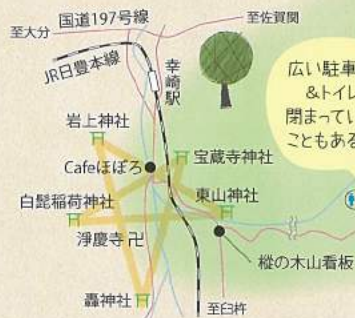 国道197号線
至大分
至佐賀関
JR日豊本線
幸崎駅
広い駐車
&トイレ
閉まってい
こともある
岩上神社
Cafeほぼろ
宝蔵寺神社
白髭稲荷神社
東山神社
淨慶寺卍
樅の木山看板
轟神社
至臼杵